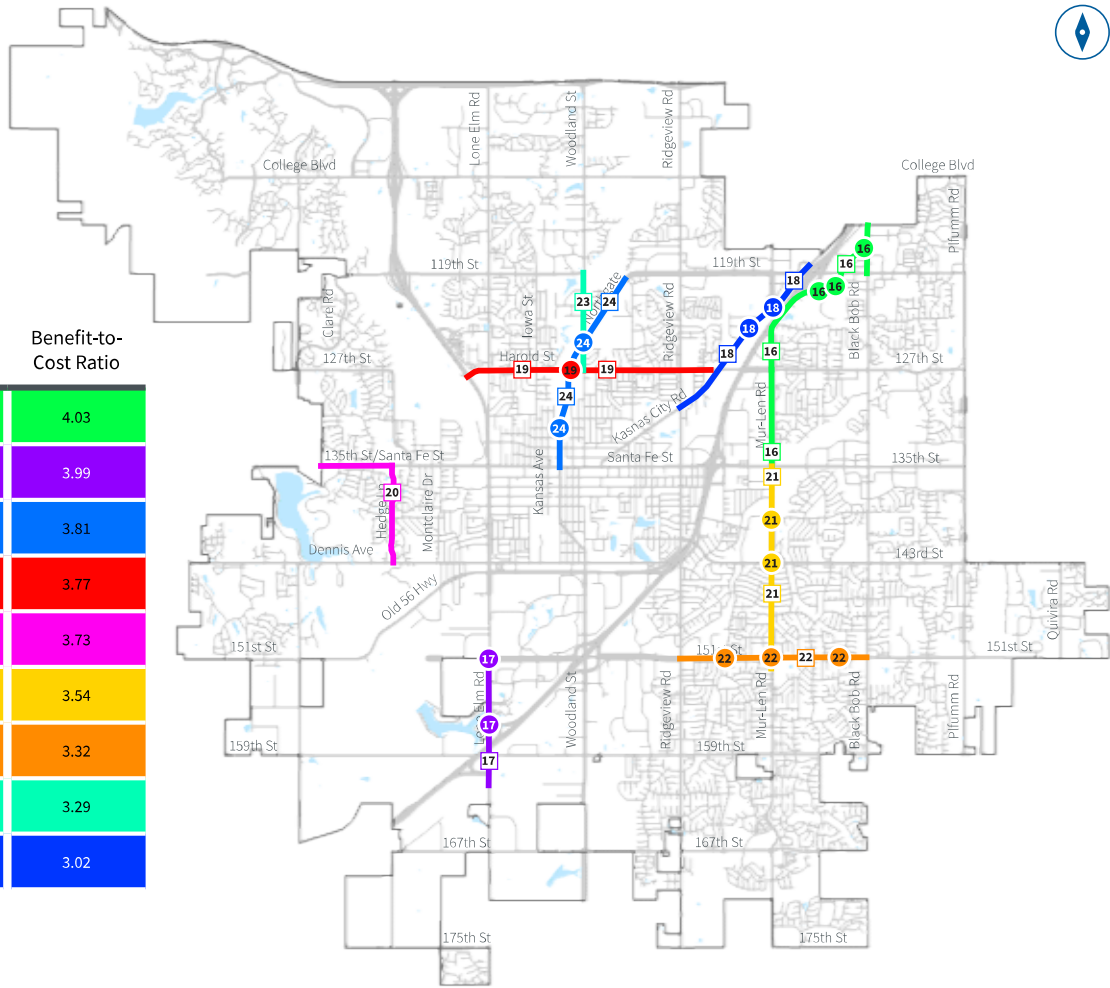 College Blvd
Lone Elm Rd
Woodland St
Ridgeview Rd
College Blvd
Pflumm Rd
119th St
119th St
16
16
16
16
18
18
23
24
Northgate
Clare Rd
Iowa St
Ridgeview Rd
Black Bob Rd
Benefit-to-
Cost Ratio
127th St
24
18
18
16
127th St
Harold St
19
19
19
24
Kasnas City Rd
Mur-Len Rd
4.03
24
135th St/Santa Fe St
Santa Fe St
16
135th St
3.99
20
Hedge Ln
Montclaire Dr
Kansas Ave
21
21
3.81
Dennis Ave
21
143rd St
3.77
Old 56 Hwy
21
Quivira Rd
3.73
151st St
17
151st St
22
22
22
22
151st St
3.54
Lone Elm Rd
17
Woodland St
Ridgeview Rd
Mur-Len Rd
Black Bob Rd
Pflumm Rd
3.32
159th St
17
159th St
3.29
167th St
167th St
3.02
175th St
175th St